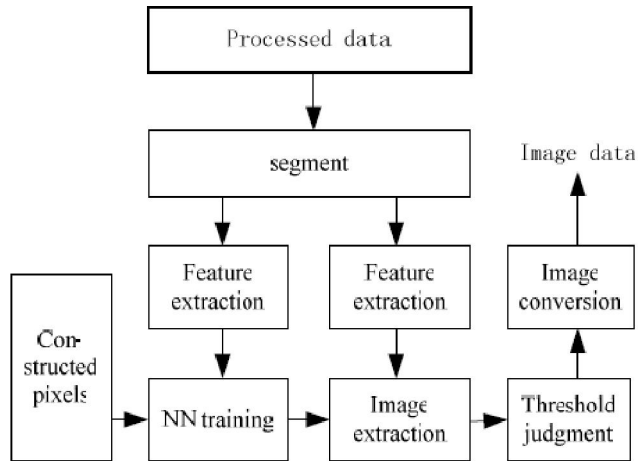 Processed data
segment
Image data
Feature
extraction
Feature
extraction
Image
conversion
Con-
structed
pixels
NN training
Image
extraction
Threshold
judgment